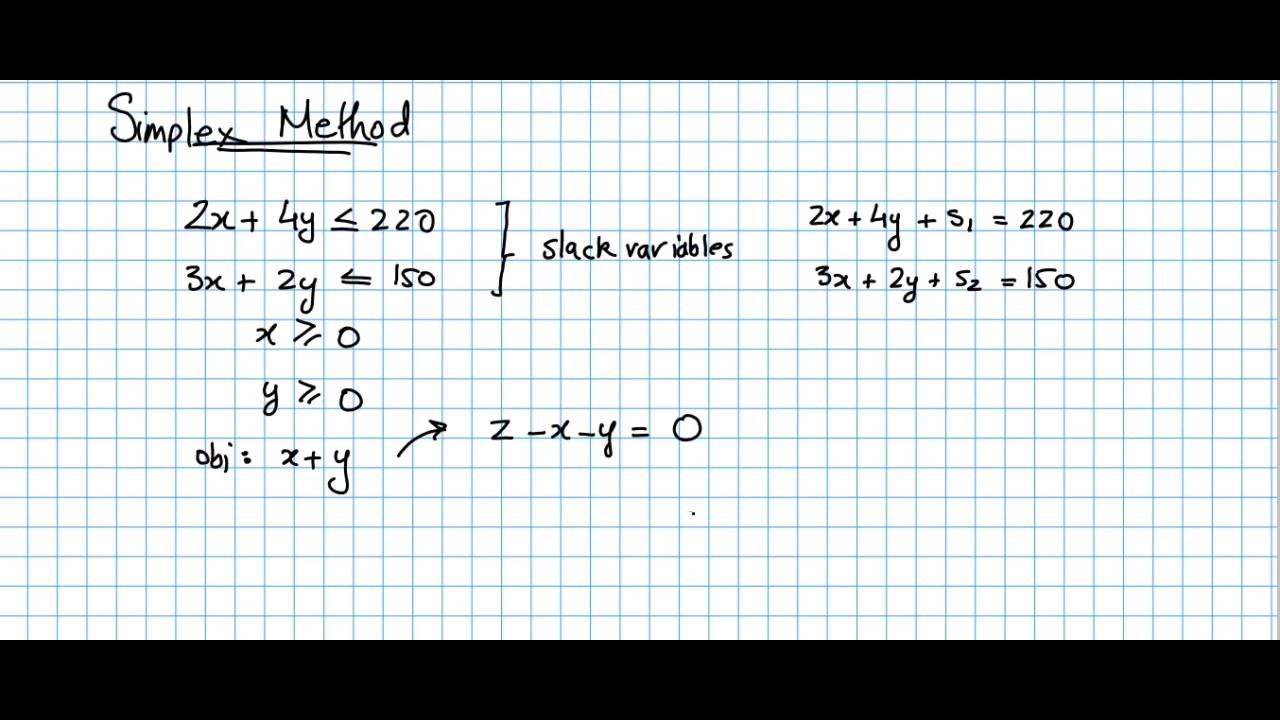 Simplex Method
2x + 4y ≤ 220
3x + 2y ≤ 150
slack variables
2x + 4y + s₁ = 220
3x + 2y + s₂ = 150
x ⩾ 0
y ⩾ 0
obj: x + y
z - x - y = 0